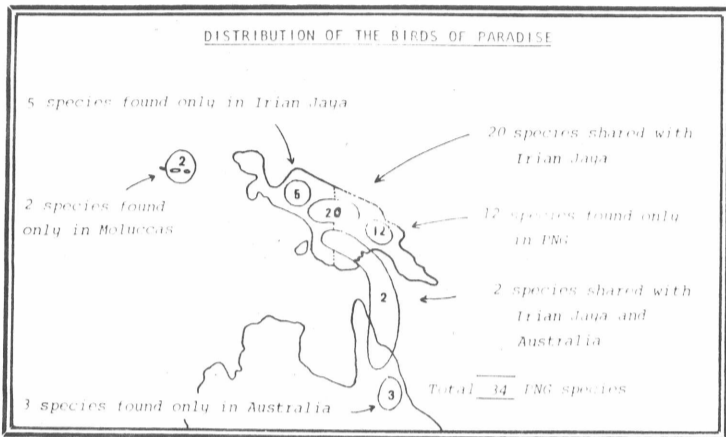 DISTRIBUTION OF THE BIRDS OF PARADISE
5 species found only in Irian Jaya
20 species shared with
Irian Jaya
2
2 species found
only in Moluccas
5
20
12
12 species found only
in PNG
2
2 species shared with
Irian Jaya and
Australia
3
Total 34 PNG species
3 species found only in Australia